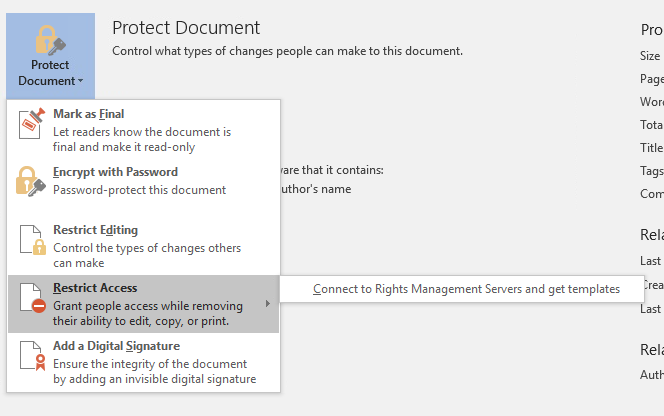 Protect Document
Control what types of changes people can make to this document.
Protect
Document
Mark as Final
Let readers know the document is
final and make it read-only
Encrypt with Password
Password-protect this document
Restrict Editing
Control the types of changes others
can make
Restrict Access
Grant people access while removing
their ability to edit, copy, or print.
Add a Digital Signature
Ensure the integrity of the document
by adding an invisible digital signature
Connect to Rights Management Servers and get templates
that it contains:
name
Pro
Size
Page
Wor
Tota
Title
Tags
Com
Rela
Last
Crea
Last
Rela
Auth